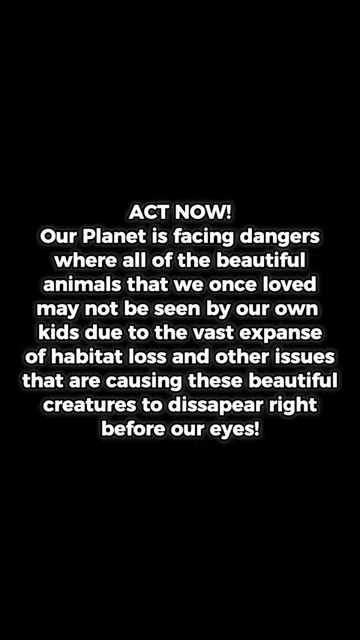 ACT NOW!
Our Planet is facing dangers
where all of the beautiful
animals that we once loved
may not be seen by our own
kids due to the vast expanse
of habitat loss and other issues
that are causing these beautiful
creatures to dissapear right
before our eyes!